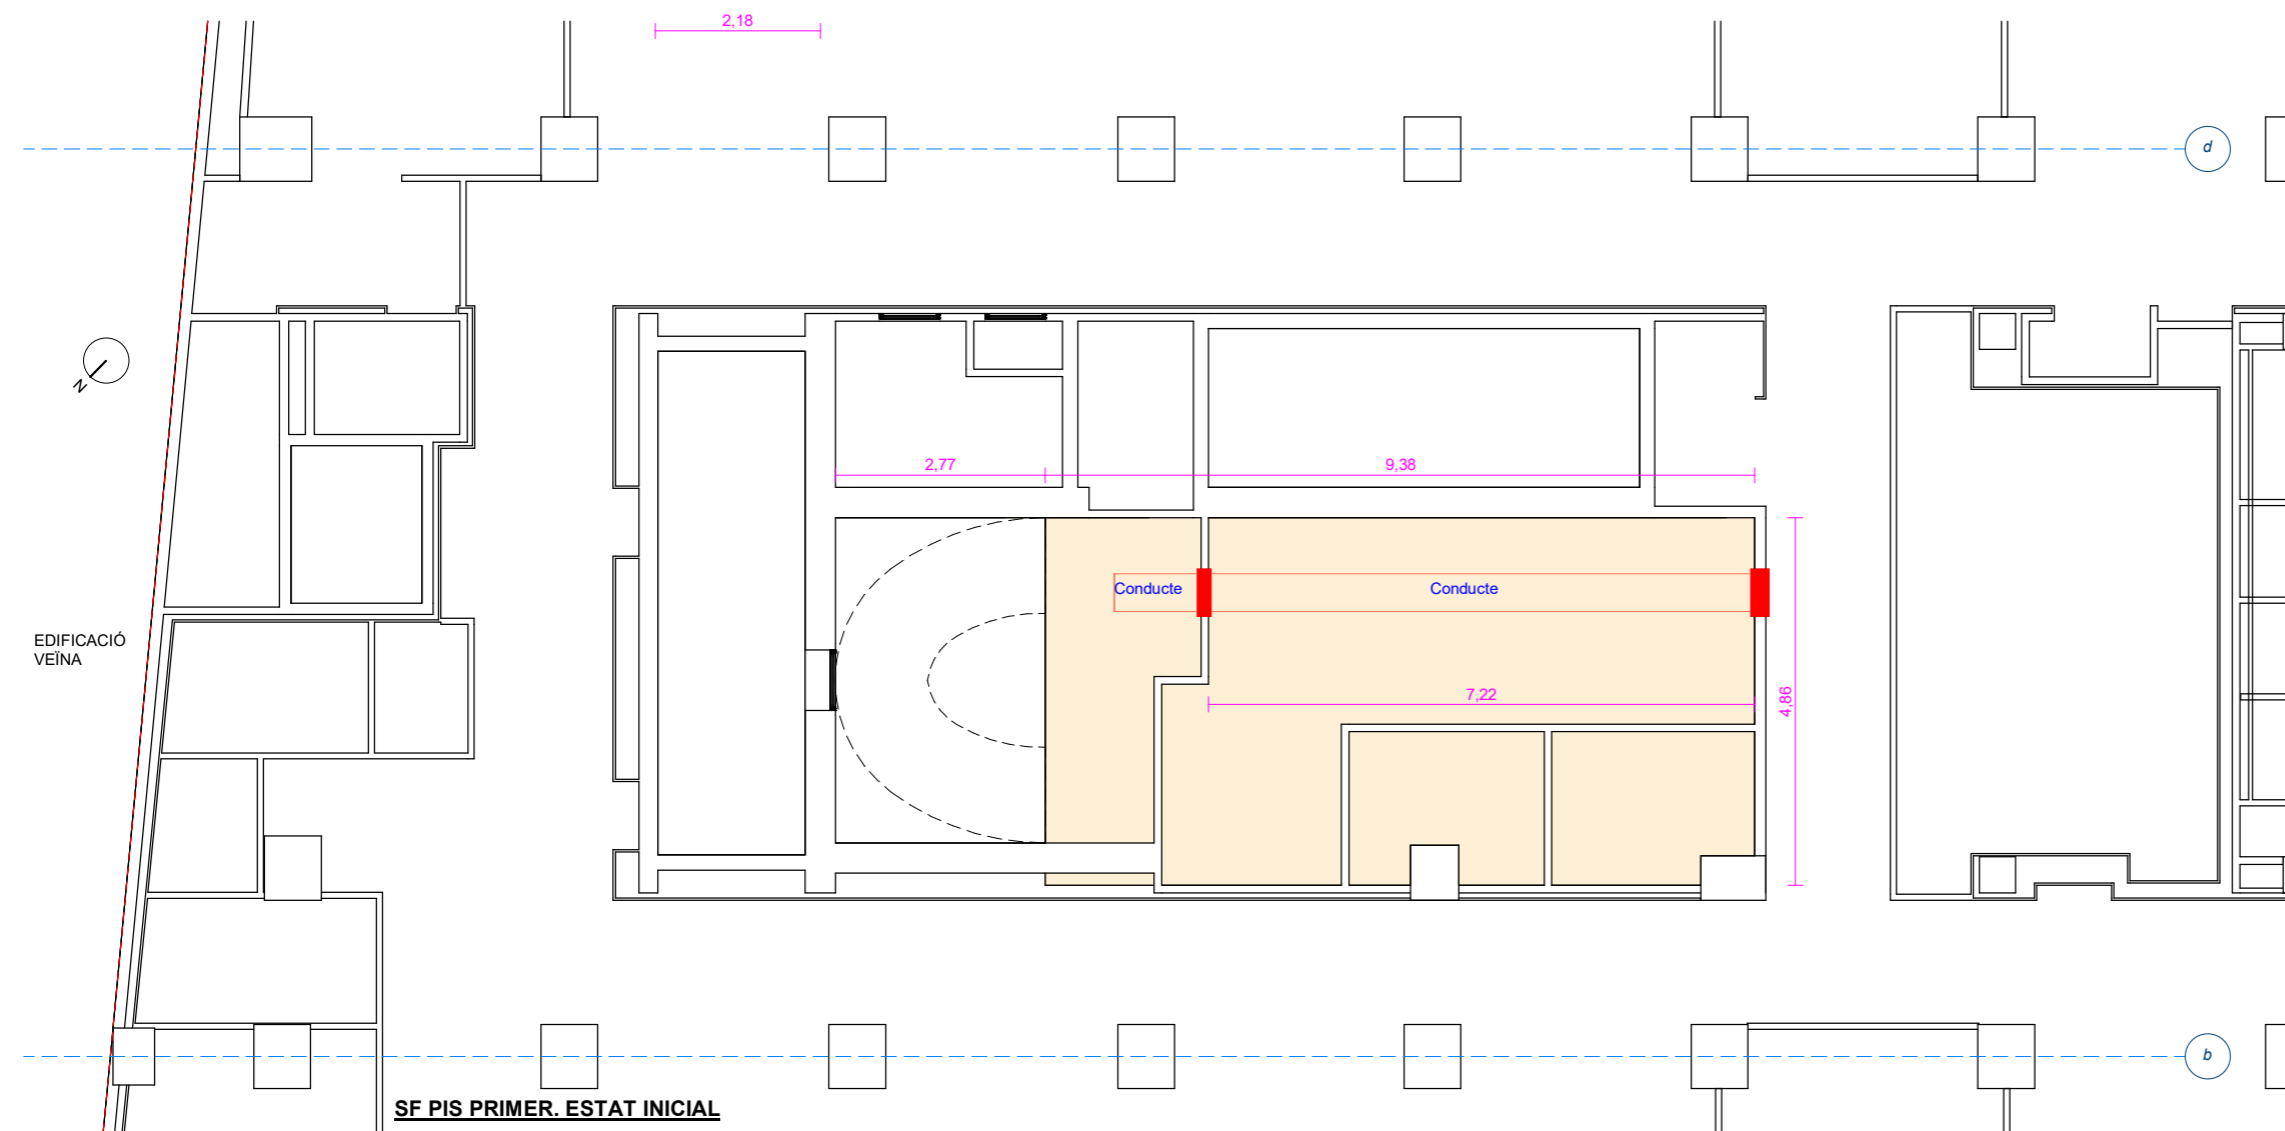 2,18
d
N
2,77
9,38
Conducte
Conducte
EDIFICACIÓ
VEÏNA
7,22
4,86
b
SF PIS PRIMER. ESTAT INICIAL